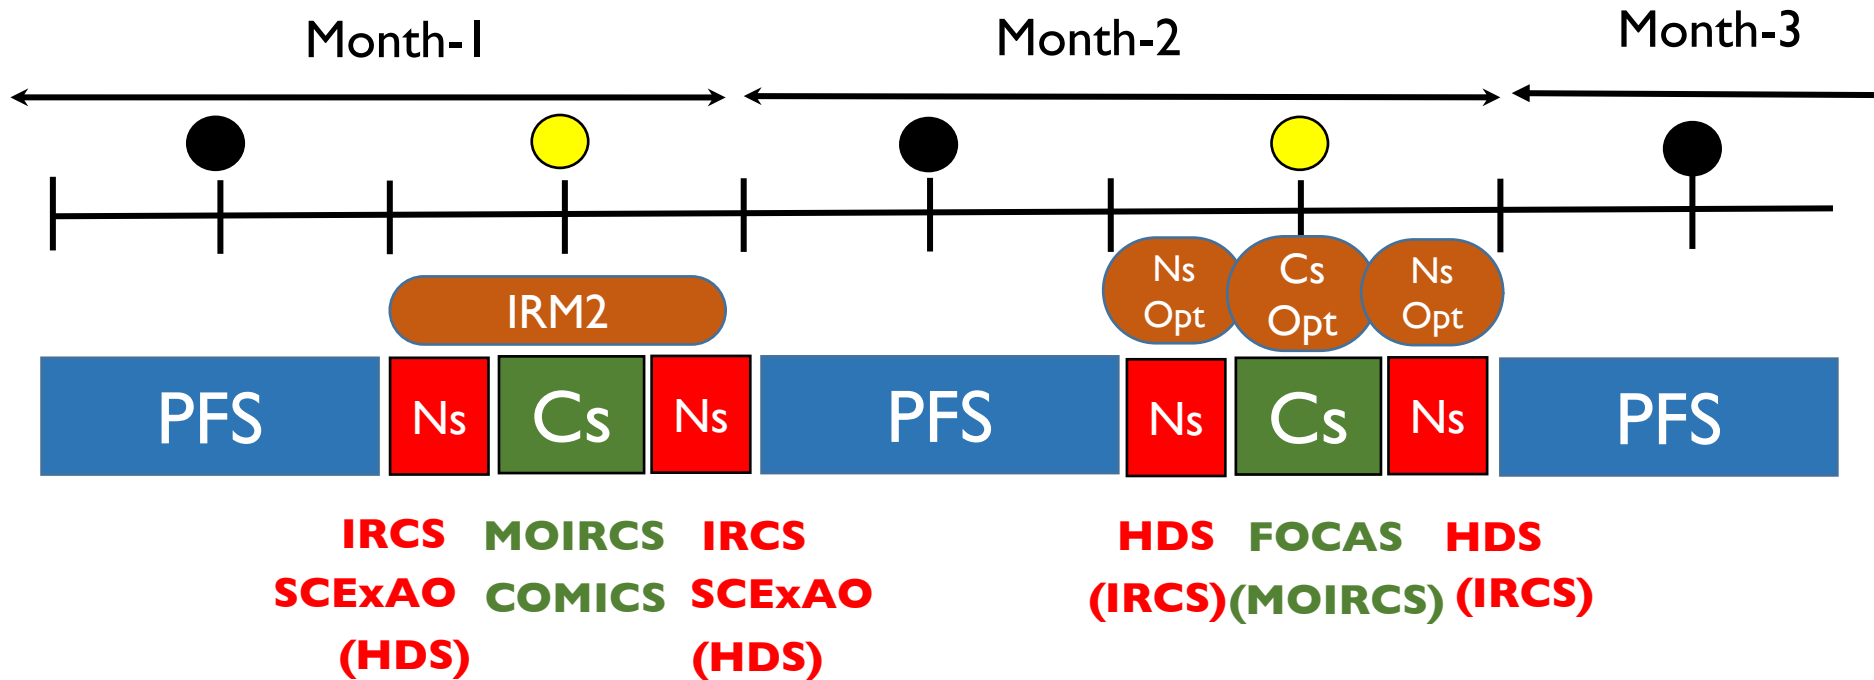 Month-1 Month-2 Month-3
IRM2 Ns Opt Cs Opt Ns Opt
PFS Ns Cs Ns PFS Ns Cs Ns PFS
IRCS MOIRCS IRCS HDS FOCAS HDS
SCExAO COMICS SCExAO (IRCS) (MOIRCS) (IRCS)
(HDS) (HDS)